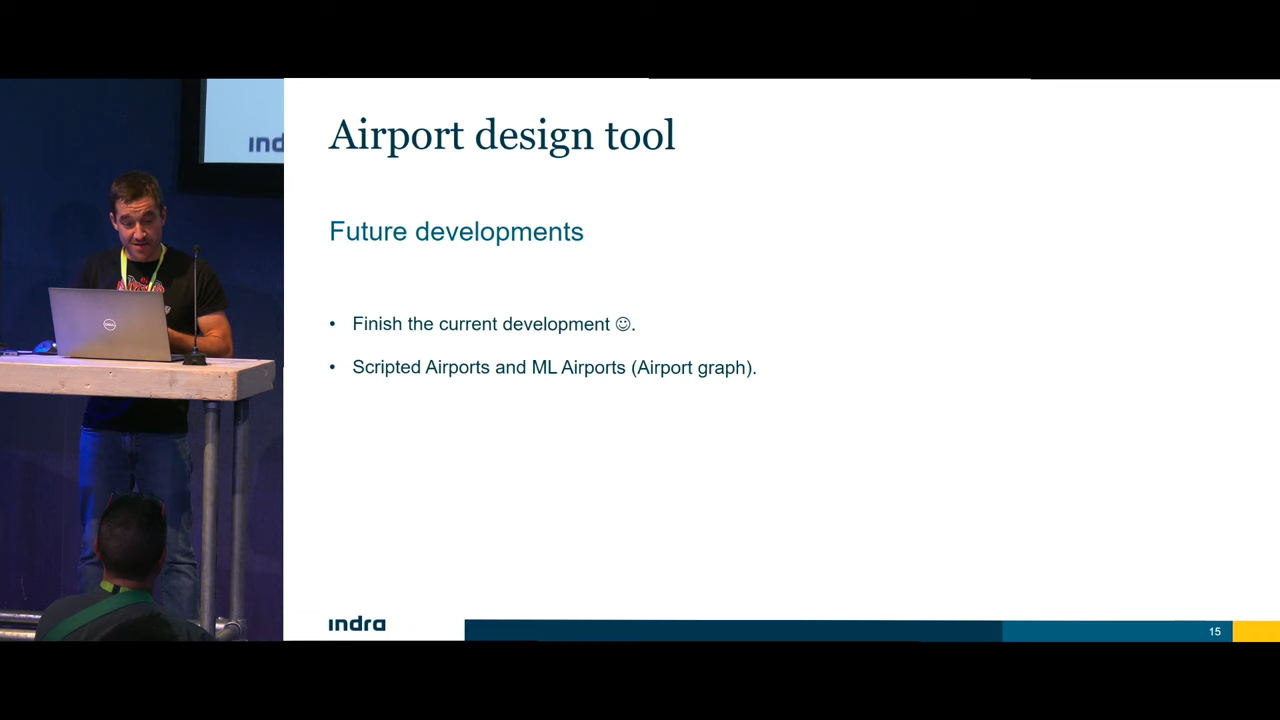 Airport design tool
Future developments
• Finish the current development ☺.
• Scripted Airports and ML Airports (Airport graph).
indra
15